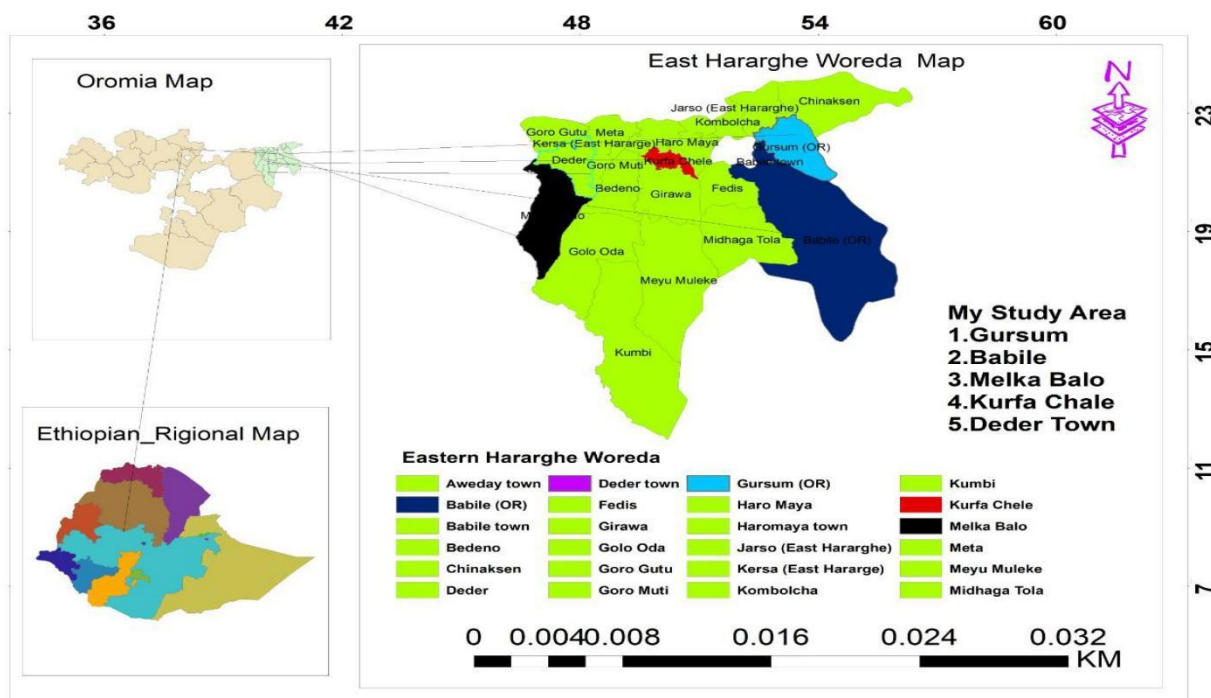 36 42 48 54 60
Oromia Map
East Hararghe Woreda Map
N
Chinaksen
Jarso (East Hararghe)
Kombolcha
Goro Gutu Meta
Kersa (East Hararge) Haro Maya
Gursum (OR)
Deder Goro Muti Kurfa Chele
Bedeno Girawa Fedis
Golo Oda Midhaga Tola Babile (OR)
Meyu Muleke
Kumbi
23
19
15
11
7
My Study Area
1.Gursum
2.Babile
3.Melka Balo
4.Kurfa Chale
5.Deder Town
Ethiopian_Rigional Map
Eastern Hararghe Woreda
Aweday town Deder town Gursum (OR) Kumbi
Babile (OR) Fedis Haro Maya Kurfa Chele
Babile town Girawa Haromaya town Melka Balo
Bedeno Golo Oda Jarso (East Hararghe) Meta
Chinaksen Goro Gutu Kersa (East Hararge) Meyu Muleke
Deder Goro Muti Kombolcha Midhaga Tola
0 0.004 0.008 0.016 0.024 0.032
KM